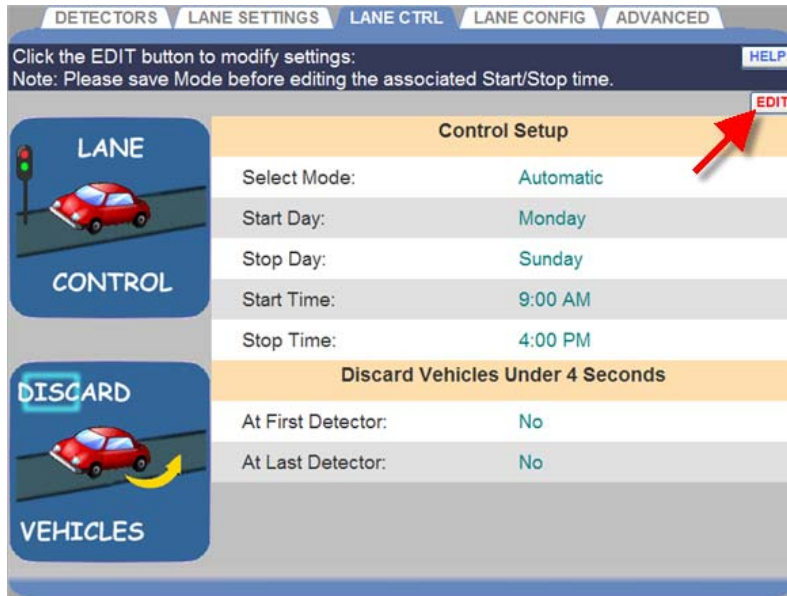 DETECTORS LANE SETTINGS LANE CTRL LANE CONFIG ADVANCED
Click the EDIT button to modify settings:
HELP
Note: Please save Mode before editing the associated Start/Stop time.
EDIT
LANE
CONTROL
Control Setup
Select Mode: Automatic
Start Day: Monday
Stop Day: Sunday
Start Time: 9:00 AM
Stop Time: 4:00 PM
DISCARD
VEHICLES
Discard Vehicles Under 4 Seconds
At First Detector: No
At Last Detector: No